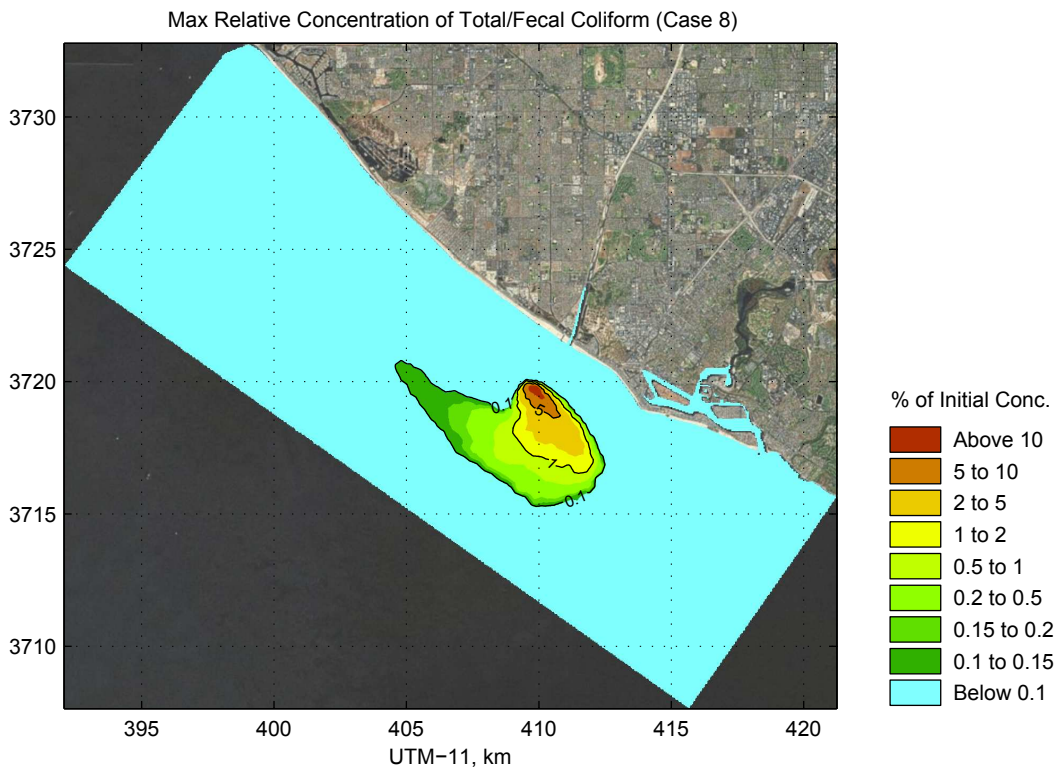 Max Relative Concentration of Total/Fecal Coliform (Case 8)
3730
3725
3720
3715
3710
0.1
5
1
0.1
395
400
405
410
415
420
UTM−11, km
% of Initial Conc.
Above 10
5 to 10
2 to 5
1 to 2
0.5 to 1
0.2 to 0.5
0.15 to 0.2
0.1 to 0.15
Below 0.1